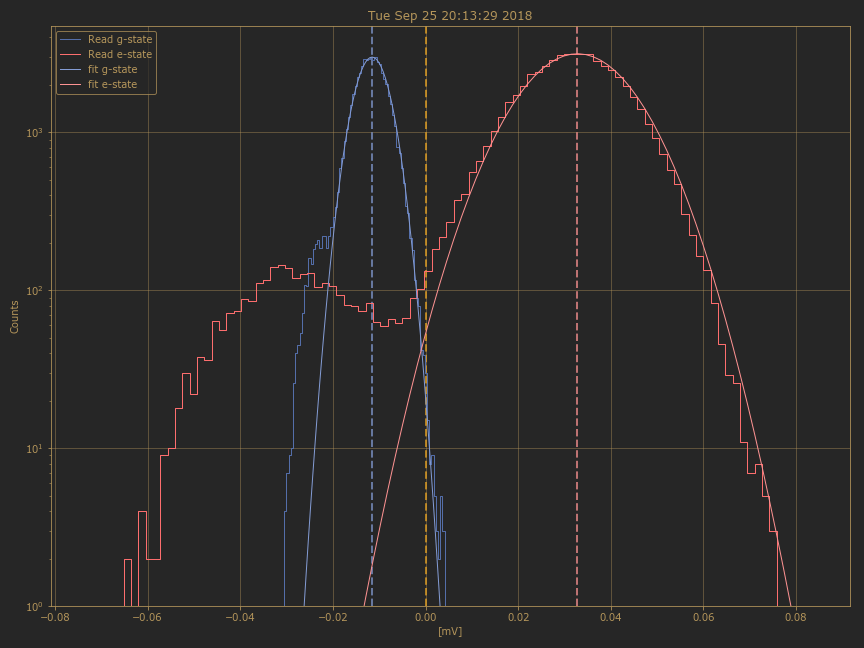 Tue Sep 25 20:13:29 2018
Read g-state
Read e-state
fit g-state
fit e-state
10³
10²
10¹
10⁰
Counts
−0.08 −0.06 −0.04 −0.02 0.00 0.02 0.04 0.06 0.08
[mV]